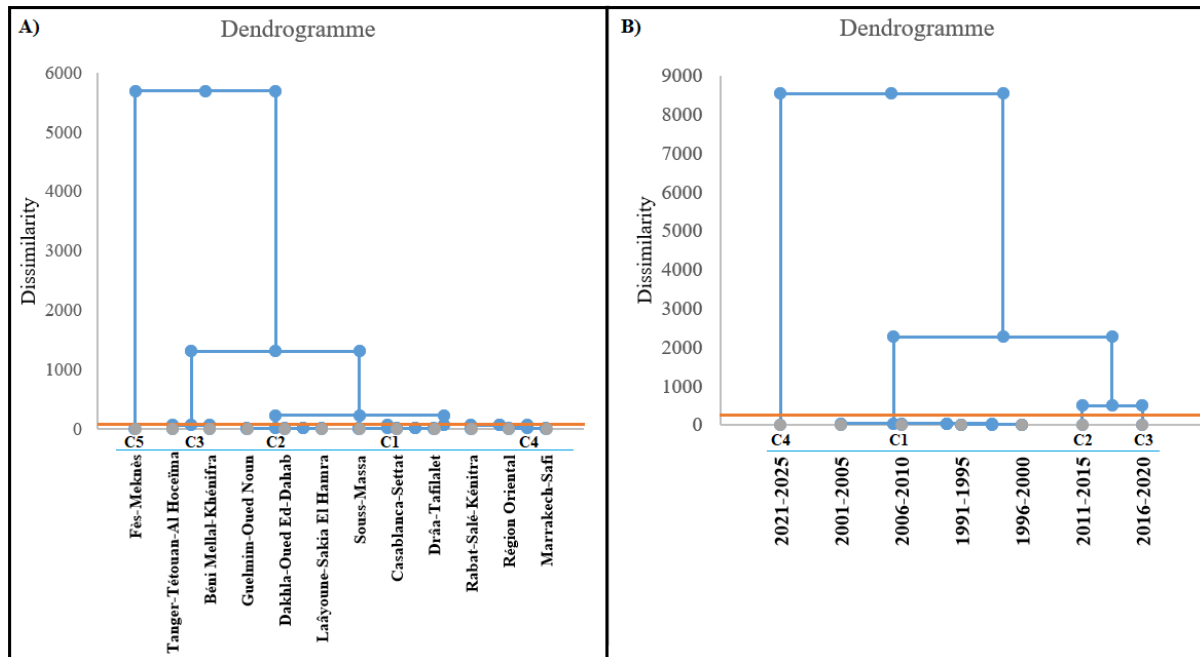 A)
Dendrogramme
6000
5000
4000
3000
2000
1000
0
Dissimilarity
C5 C3 C2 C1 C4
Fès-Meknès
Tanger-Tétouan-Al Hoceïma
Béni Mellal-Khénifra
Guelmim-Oued Noun
Dakhla-Oued Ed-Dahab
Laâyoune-Sakia El Hamra
Souss-Massa
Casablanca-Settat
Drâa-Tafilalet
Rabat-Salé-Kénitra
Région Oriental
Marrakech-Safi
B)
Dendrogramme
9000
8000
7000
6000
5000
4000
3000
2000
1000
0
Dissimilarity
C4 C1 C2 C3
2021-2025
2001-2005
2006-2010
1991-1995
1996-2000
2011-2015
2016-2020